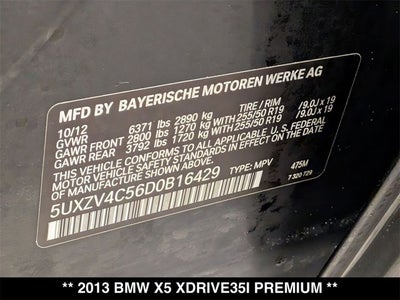 MFD BY BAYERISCHE MOTOREN WERKE AG
10/12 6371 lbs 2890 kg TIRE / RIM
GVWR 2800 lbs 1270 kg 255/50 R19 /9.0J x 19
GAWR FRONT 3792 lbs 1720 kg 255/50 R19 /9.0J x 19
GAWR REAR
THIS VEHICLE CONFORMS TO ALL APPLICABLE U.S. FEDERAL
MOTOR VEHICLE SAFETY STANDARDS IN EFFECT ON THE DATE
OF MANUFACTURE SHOWN ABOVE.
5UXZV4C56D0B16429 TYPE: MPV 475M
7 320 729
** 2013 BMW X5 XDRIVE35I PREMIUM **